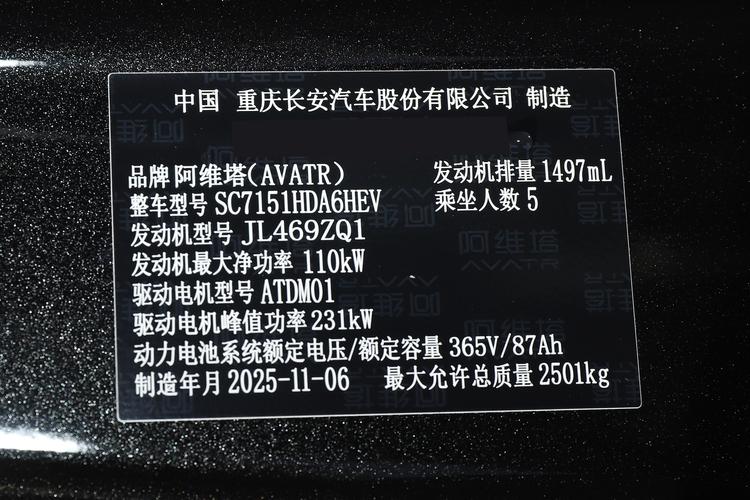 中国 重庆长安汽车股份有限公司 制造
品牌 阿维塔(AVATR) 发动机排量 1497mL
整车型号 SC7151HDA6HEV 乘坐人数 5
发动机型号 JL469ZQ1
发动机最大净功率 110kW
驱动电机型号 ATDM01
驱动电机峰值功率 231kW
动力电池系统额定电压/额定容量 365V/87Ah
制造年月 2025-11-06 最大允许总质量 2501kg
阿维塔
AVATR